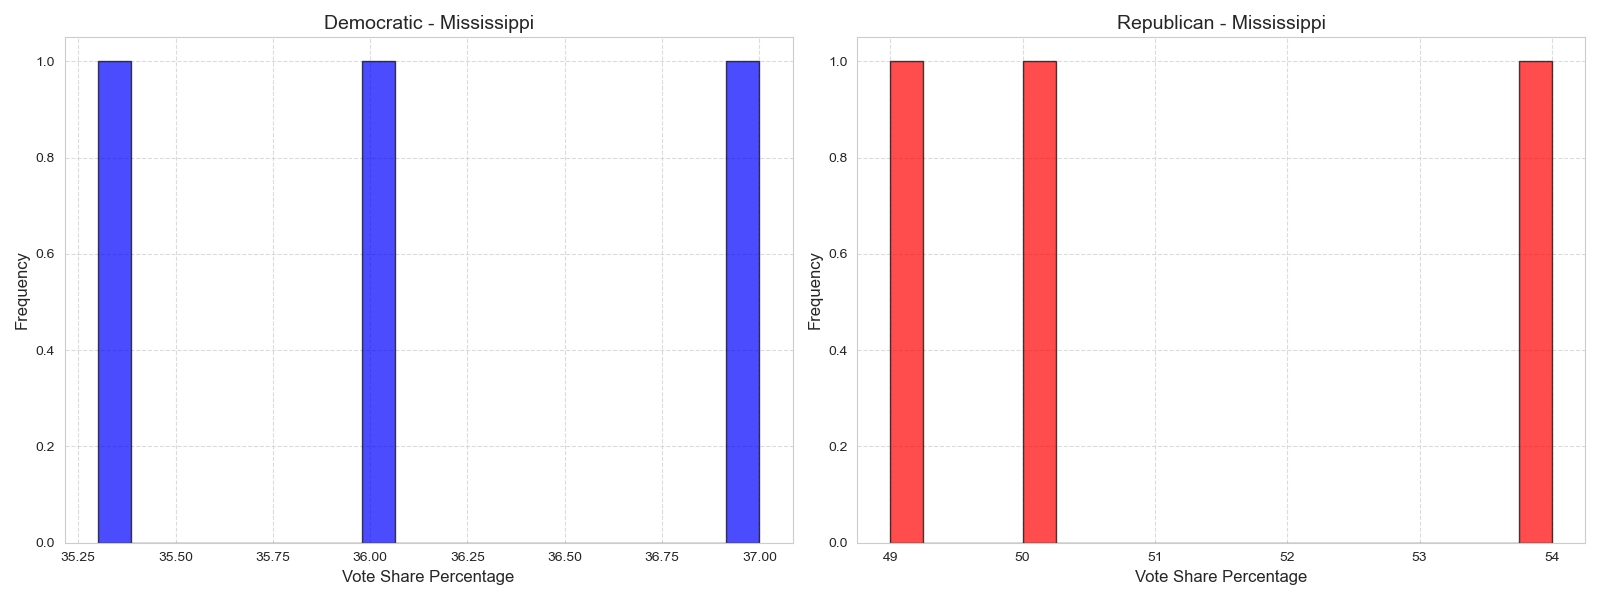 Democratic - Mississippi
Frequency
1.0
0.8
0.6
0.4
0.2
0.0
35.25 35.50 35.75 36.00 36.25 36.50 36.75 37.00
Vote Share Percentage
Republican - Mississippi
Frequency
1.0
0.8
0.6
0.4
0.2
0.0
49 50 51 52 53 54
Vote Share Percentage